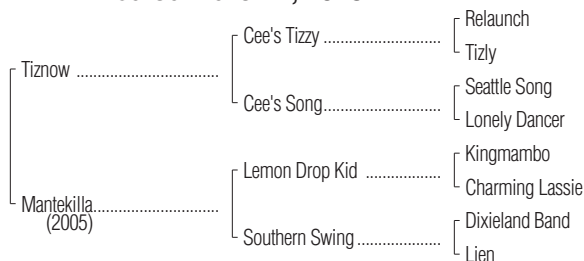 Relaunch
Cee's Tizzy ........................
Tizly
Tiznow ............................................
Seattle Song
Cee's Song............................
Lonely Dancer
Kingmambo
Lemon Drop Kid ..................
Charming Lassie
Mantekilla.......................................
(2005)
Dixieland Band
Southern Swing....................
Lien